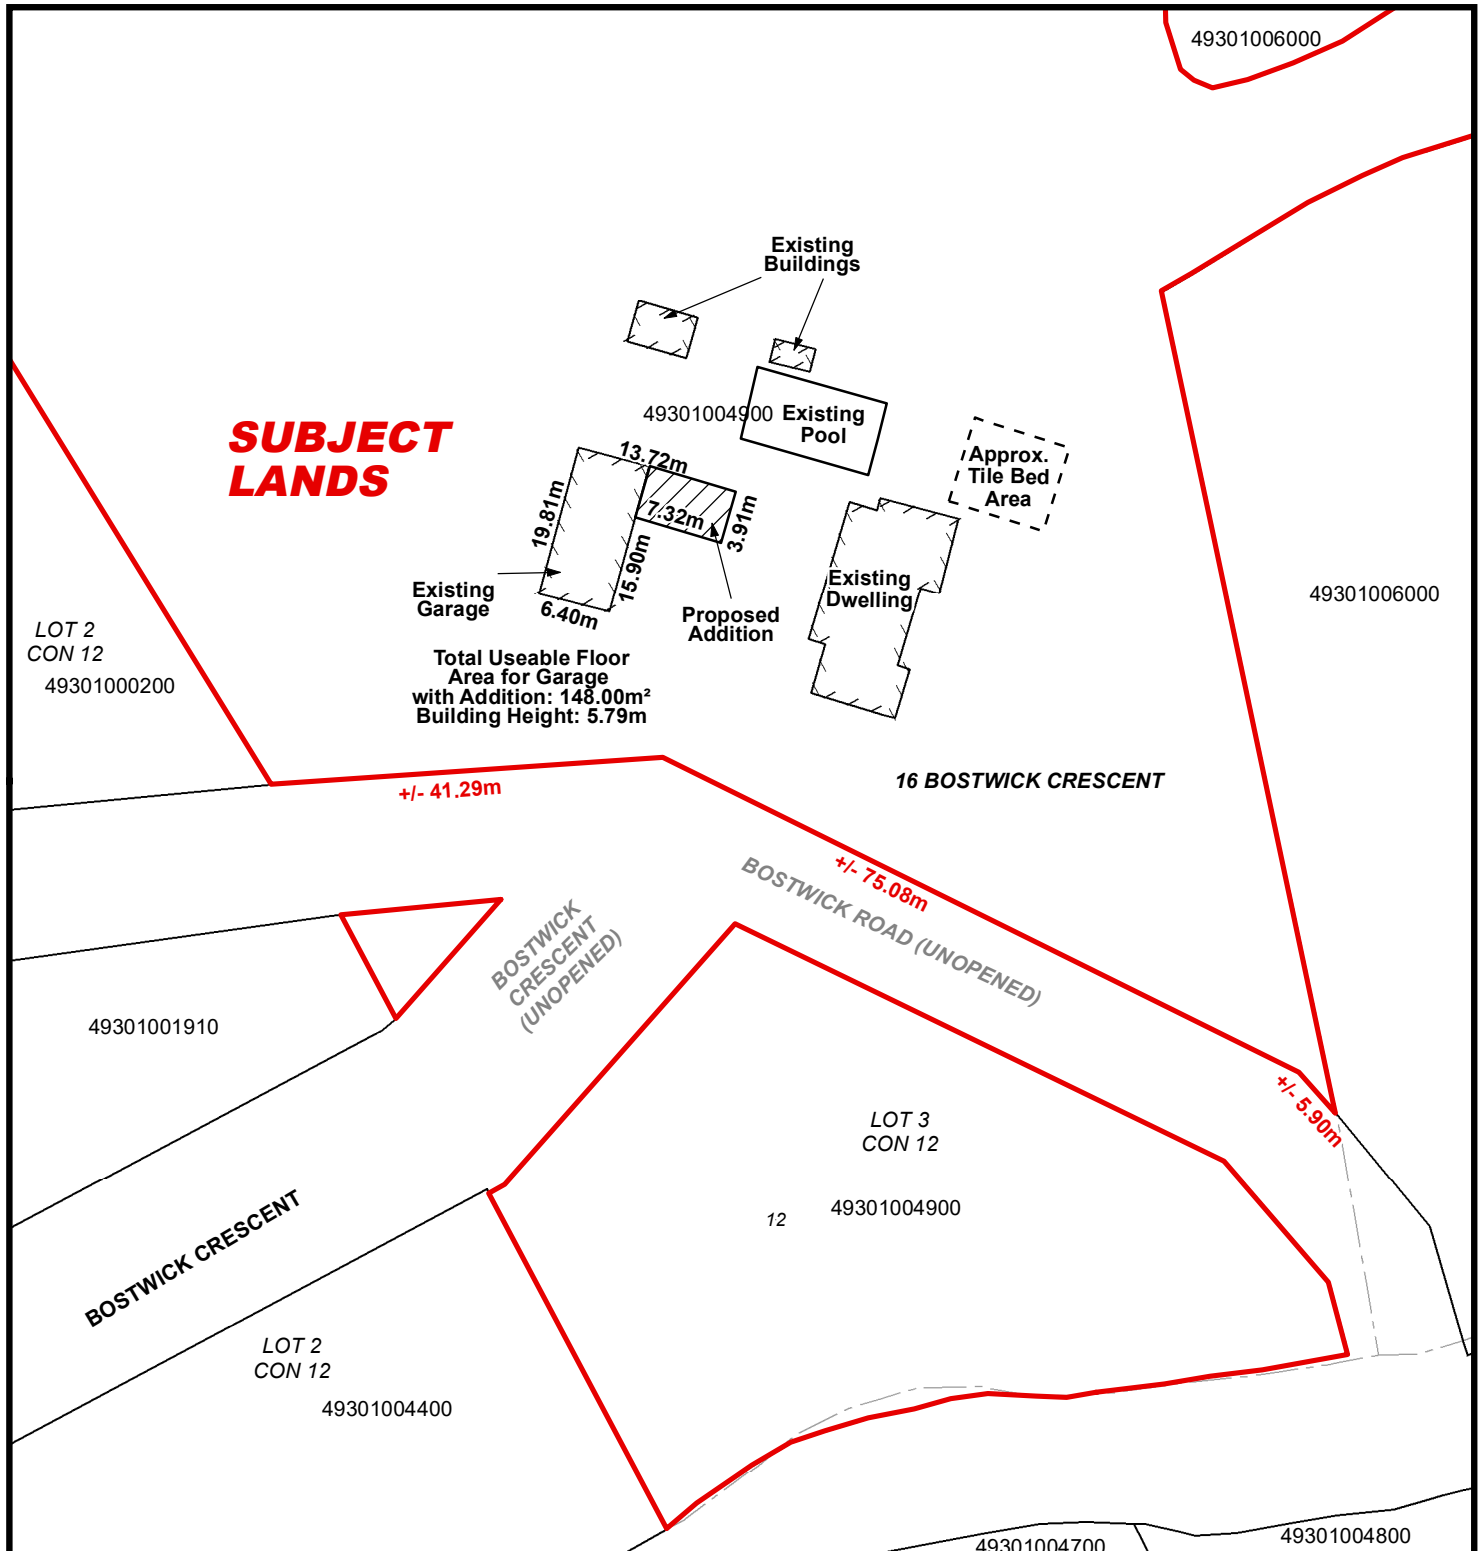 49301006000
Existing
Buildings
49301004900
Existing
Pool
SUBJECT
LANDS
13.72m
7.32m
3.91m
19.81m
15.90m
6.40m
Approx.
Tile Bed
Area
Existing
Garage
Proposed
Addition
Existing
Dwelling
49301006000
LOT 2
CON 12
49301000200
Total Useable Floor
Area for Garage
with Addition: 148.00m²
Building Height: 5.79m
16 BOSTWICK CRESCENT
+/- 41.29m
+/- 75.08m
BOSTWICK ROAD (UNOPENED)
BOSTWICK
CRESCENT
(UNOPENED)
49301001910
+/- 5.90m
LOT 3
CON 12
12
49301004900
BOSTWICK CRESCENT
LOT 2
CON 12
49301004400
49301004700
49301004800